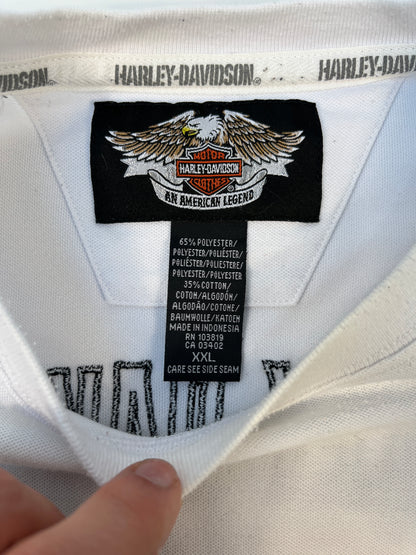 DAVIDSON. HARLEY-DAVIDSON® HARLEY-DAVIDSON
MOTOR
HARLEY-DAVIDSON
CLOTHES
AN AMERICAN LEGEND
65% POLYESTER/
POLYESTER/POLIÉSTER/
POLIÉSTER/POLIESTERE/
POLYESTER/POLYESTER
35% COTTON/
COTON/ALGODÓN/
ALGODÃO/COTONE/
BAUMWOLLE/KATOEN
MADE IN INDONESIA
RN 103819
CA 03402
XXL
CARE SEE SIDE SEAM